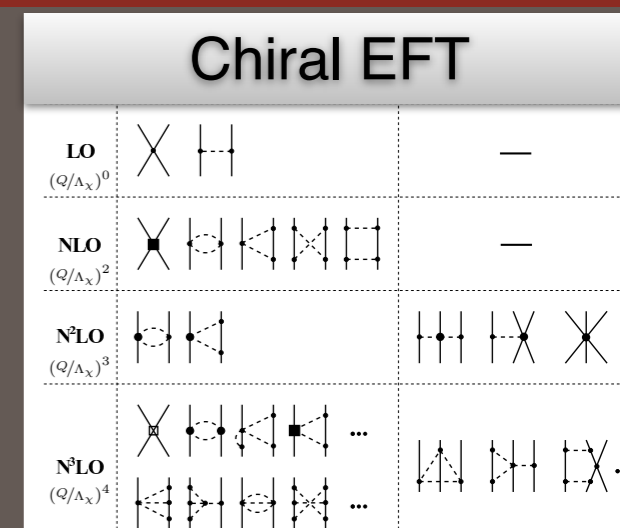 Chiral EFT
LO
(Q/Λχ)⁰
—
NLO
(Q/Λχ)²
—
N²LO
(Q/Λχ)³
N³LO
(Q/Λχ)⁴
...
...